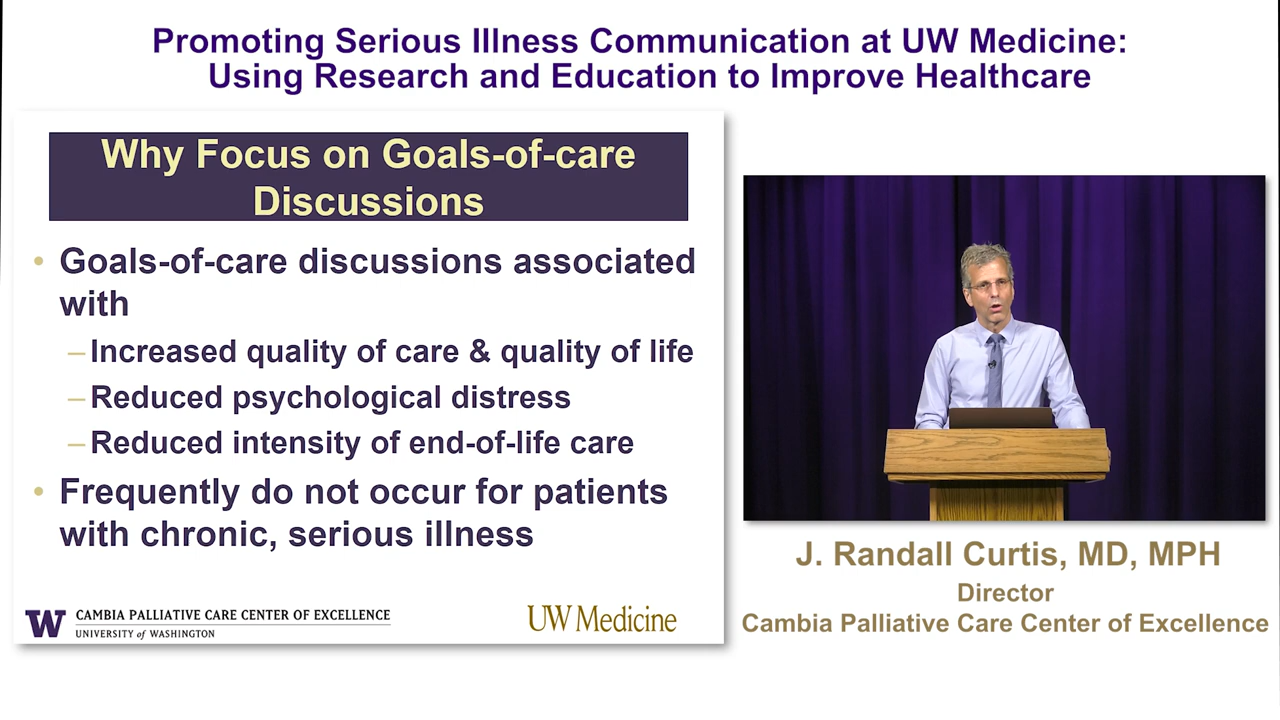 Promoting Serious Illness Communication at UW Medicine:
Using Research and Education to Improve Healthcare
Why Focus on Goals-of-care
Discussions
• Goals-of-care discussions associated
with
– Increased quality of care & quality of life
– Reduced psychological distress
– Reduced intensity of end-of-life care
• Frequently do not occur for patients
with chronic, serious illness
W CAMBIA PALLIATIVE CARE CENTER OF EXCELLENCE
UNIVERSITY of WASHINGTON
UW Medicine
J. Randall Curtis, MD, MPH
Director
Cambia Palliative Care Center of Excellence